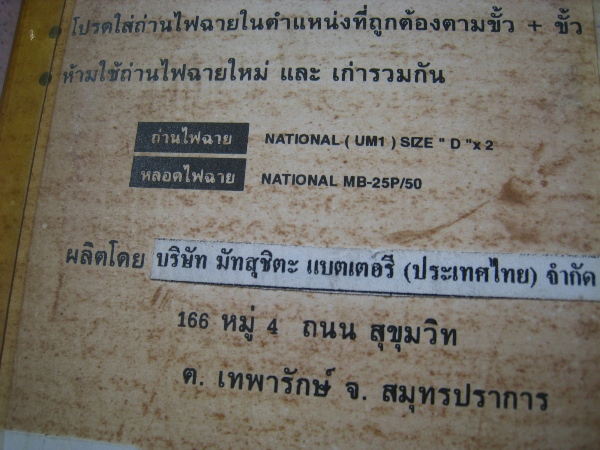 • โปรดใส่ถ่านไฟฉายในตำแหน่งที่ถูกต้องตามขั้ว + ขั้ว
• ห้ามใช้ถ่านไฟฉายใหม่ และ เก่ารวมกัน
ถ่านไฟฉาย NATIONAL ( UM1 ) SIZE " D "x 2
หลอดไฟฉาย NATIONAL MB-25P/50
ผลิตโดย บริษัท มัทสุชิตะ แบตเตอรี่ (ประเทศไทย) จำกัด
166 หมู่ 4 ถนน สุขุมวิท
ต. เทพารักษ์ จ. สมุทรปราการ